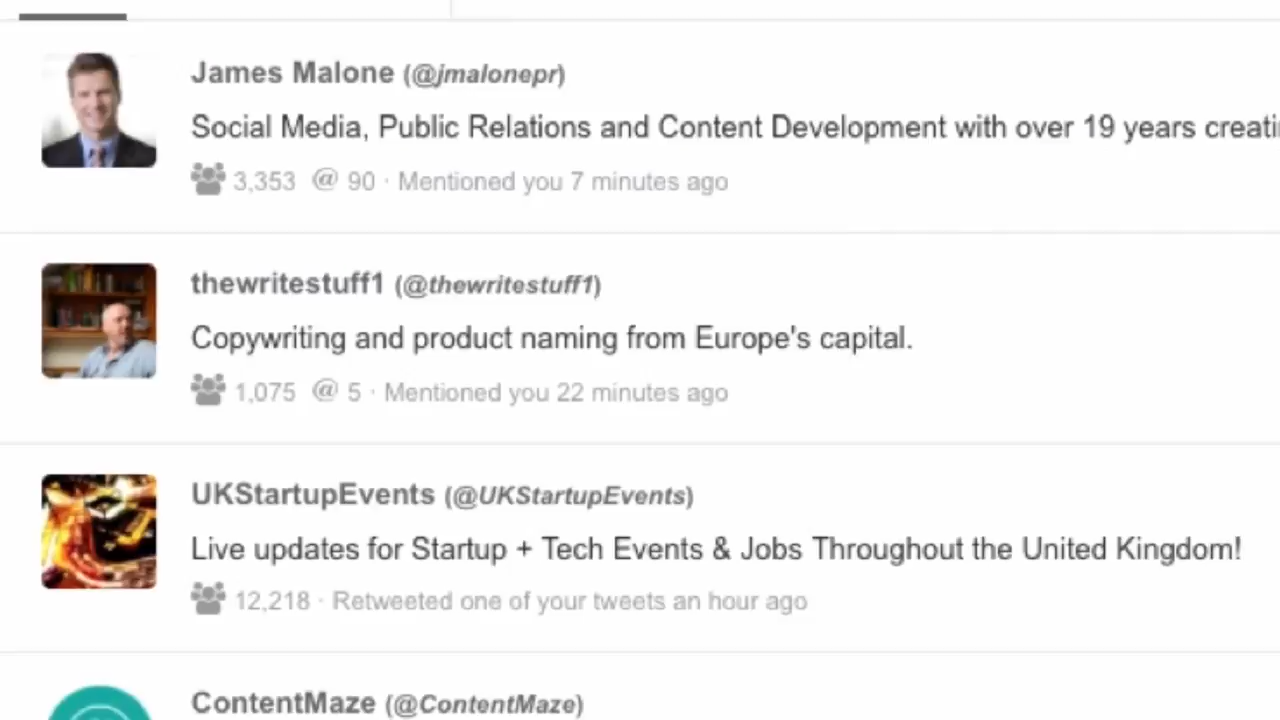 James Malone (@jmalonepr)
Social Media, Public Relations and Content Development with over 19 years
3,353 @ 90 · Mentioned you 7 minutes ago
thewritestuff1 (@thewritestuff1)
Copywriting and product naming from Europe's capital.
1,075 @ 5 · Mentioned you 22 minutes ago
UKStartupEvents (@UKStartupEvents)
Live updates for Startup + Tech Events & Jobs Throughout the United Kingdom!
12,218 · Retweeted one of your tweets an hour ago
ContentMaze (@ContentMaze)